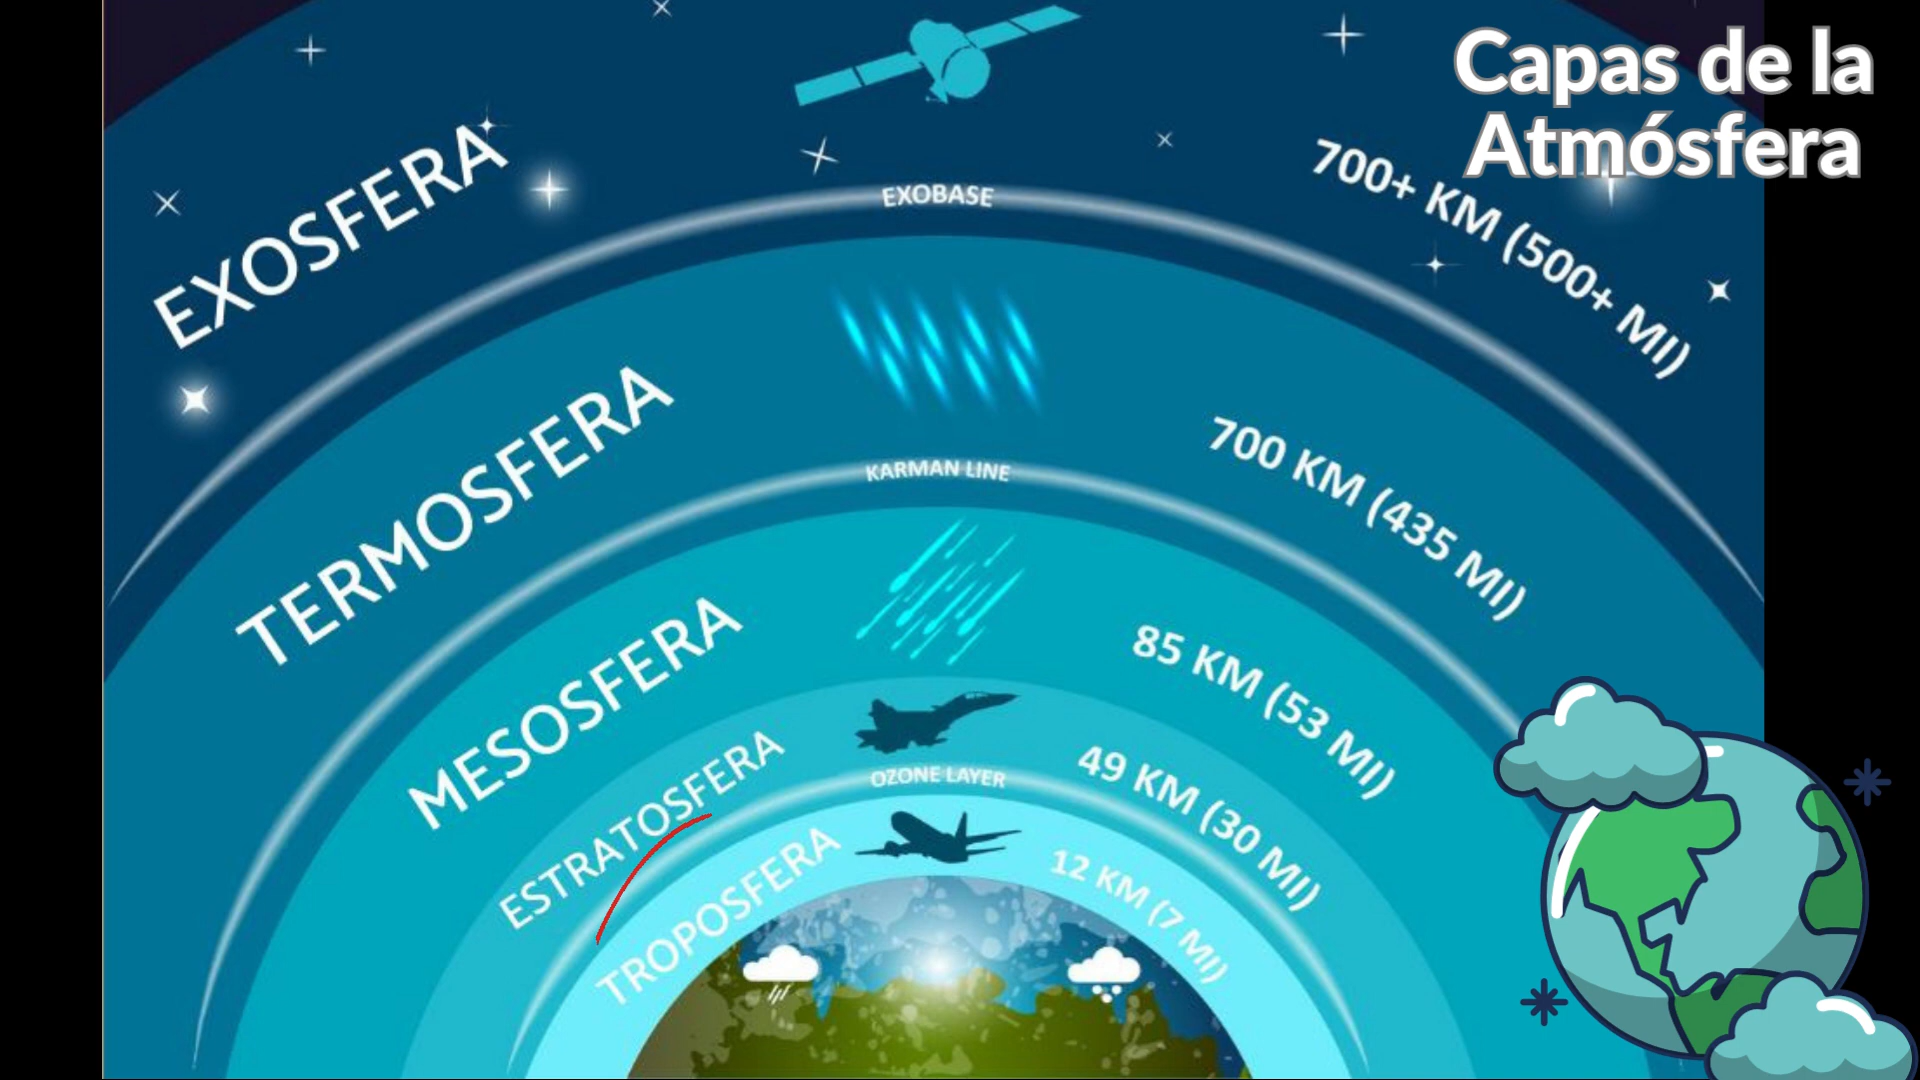 Capas de la
Atmósfera
EXOSFERA
EXOBASE
700+ KM (500+ MI)
TERMOSFERA
KARMAN LINE
700 KM (435 MI)
MESOSFERA
85 KM (53 MI)
ESTRATOSFERA
OZONE LAYER
49 KM (30 MI)
TROPOSFERA
12 KM (7 MI)